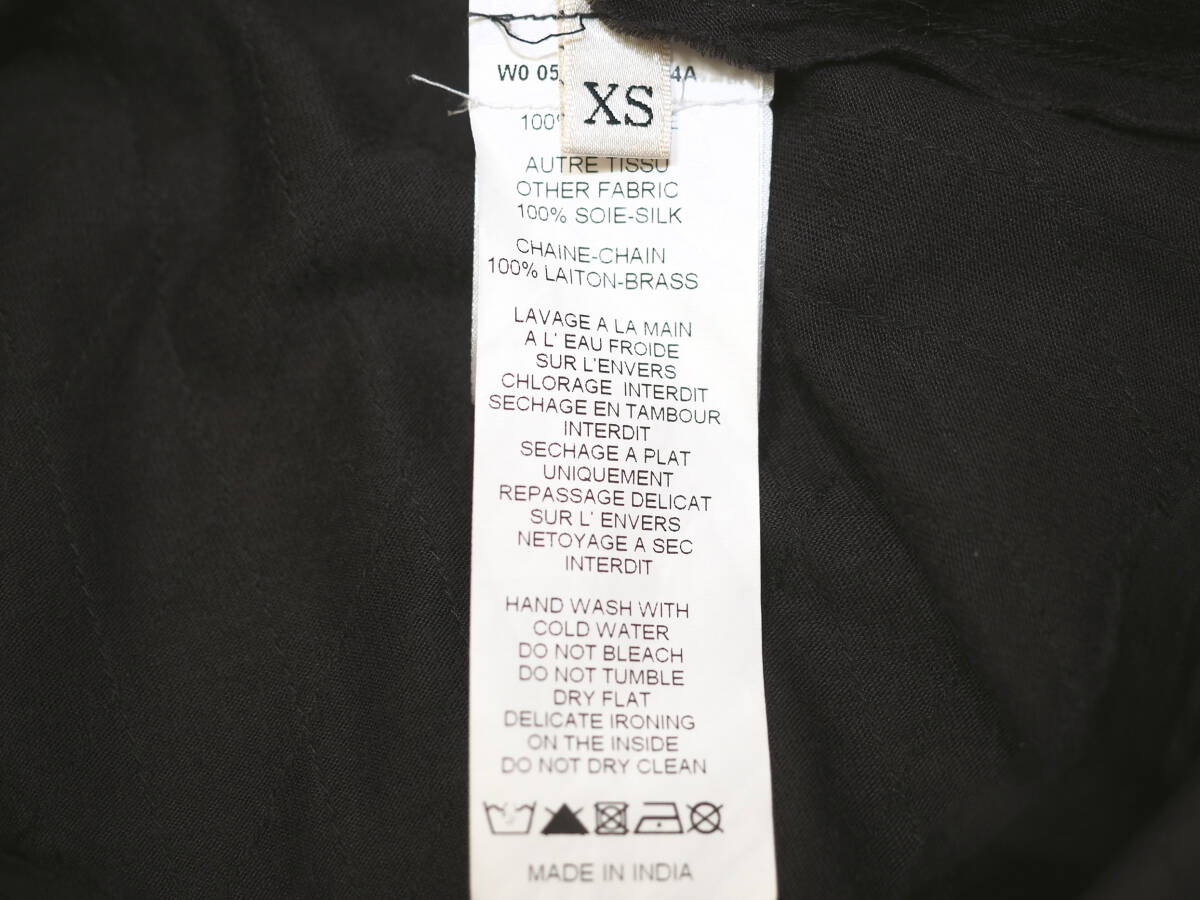 W0 05 4A
XS
100%
AUTRE TISSU
OTHER FABRIC
100% SOIE-SILK
CHAINE-CHAIN
100% LAITON-BRASS
LAVAGE A LA MAIN
A L' EAU FROIDE
SUR L'ENVERS
CHLORAGE INTERDIT
SECHAGE EN TAMBOUR
INTERDIT
SECHAGE A PLAT
UNIQUEMENT
REPASSAGE DELICAT
SUR L' ENVERS
NETOYAGE A SEC
INTERDIT
HAND WASH WITH
COLD WATER
DO NOT BLEACH
DO NOT TUMBLE
DRY FLAT
DELICATE IRONING
ON THE INSIDE
DO NOT DRY CLEAN
MADE IN INDIA